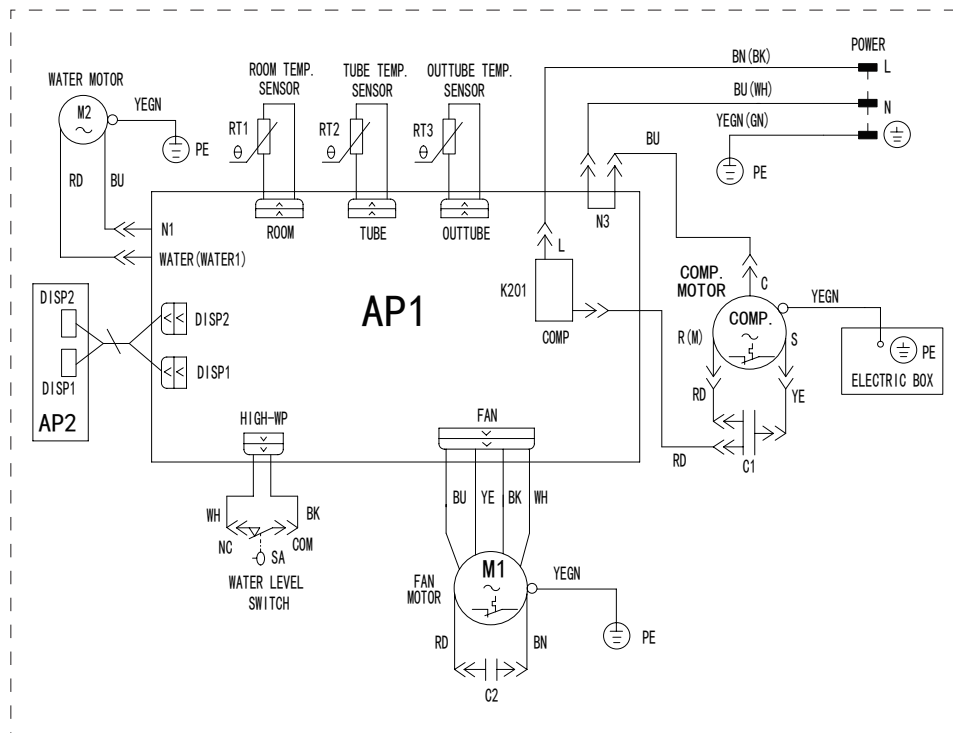 POWER
BN(BK)
L
BU(WH)
N
YEGN(GN)
PE
BU
WATER MOTOR
M2
YEGN
PE
RD
BU
ROOM TEMP.
SENSOR
RT1
θ
TUBE TEMP.
SENSOR
RT2
θ
OUTTUBE TEMP.
SENSOR
RT3
θ
N1
WATER(WATER1)
ROOM
TUBE
OUTTUBE
N3
L
K201
COMP
AP1
DISP2
DISP1
AP2
DISP2
DISP1
COMP.
MOTOR
C
COMP.
R(M)
S
YEGN
PE
ELECTRIC BOX
RD
YE
C1
RD
HIGH-WP
WH
BK
NC
COM
SA
WATER LEVEL
SWITCH
FAN
BU
YE
BK
WH
M1
FAN
MOTOR
YEGN
PE
RD
BN
C2